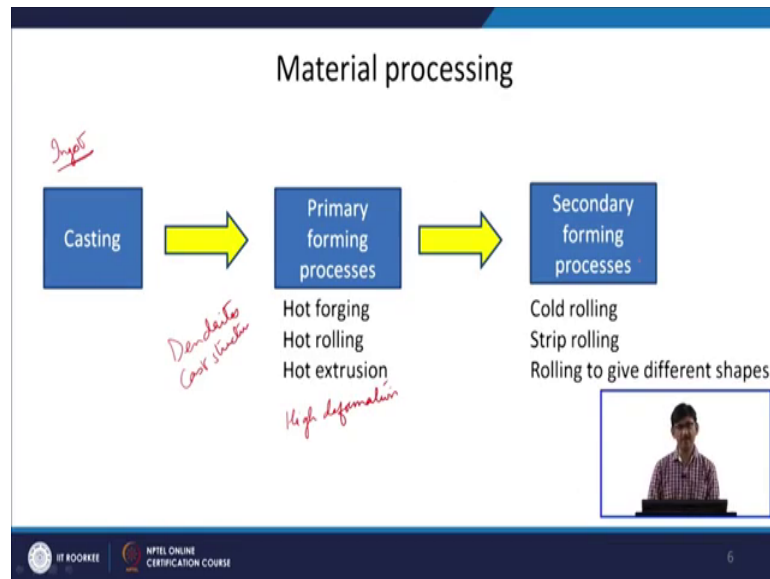 Material processing
Ingot
Casting
Primary
forming
processes
Secondary
forming
processes
Dendrites
Cast structure
Hot forging
Hot rolling
Hot extrusion
High deformation
Cold rolling
Strip rolling
Rolling to give different shapes
IIT ROORKEE
NPTEL ONLINE
CERTIFICATION COURSE
6